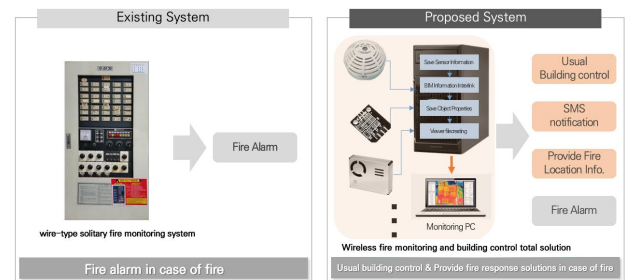 Existing System
Fire Alarm
wire-type solitary fire monitoring system
Fire alarm in case of fire
Proposed System
Save Sensor Information
BIM Information Interlink
Save Object Properties
Viewer fire meeting
Monitoring PC
Usual
Building control
SMS
notification
Provide Fire
Location Info.
Fire Alarm
Wireless fire monitoring and building control total solution
Usual building control & Provide fire response solutions in case of fire